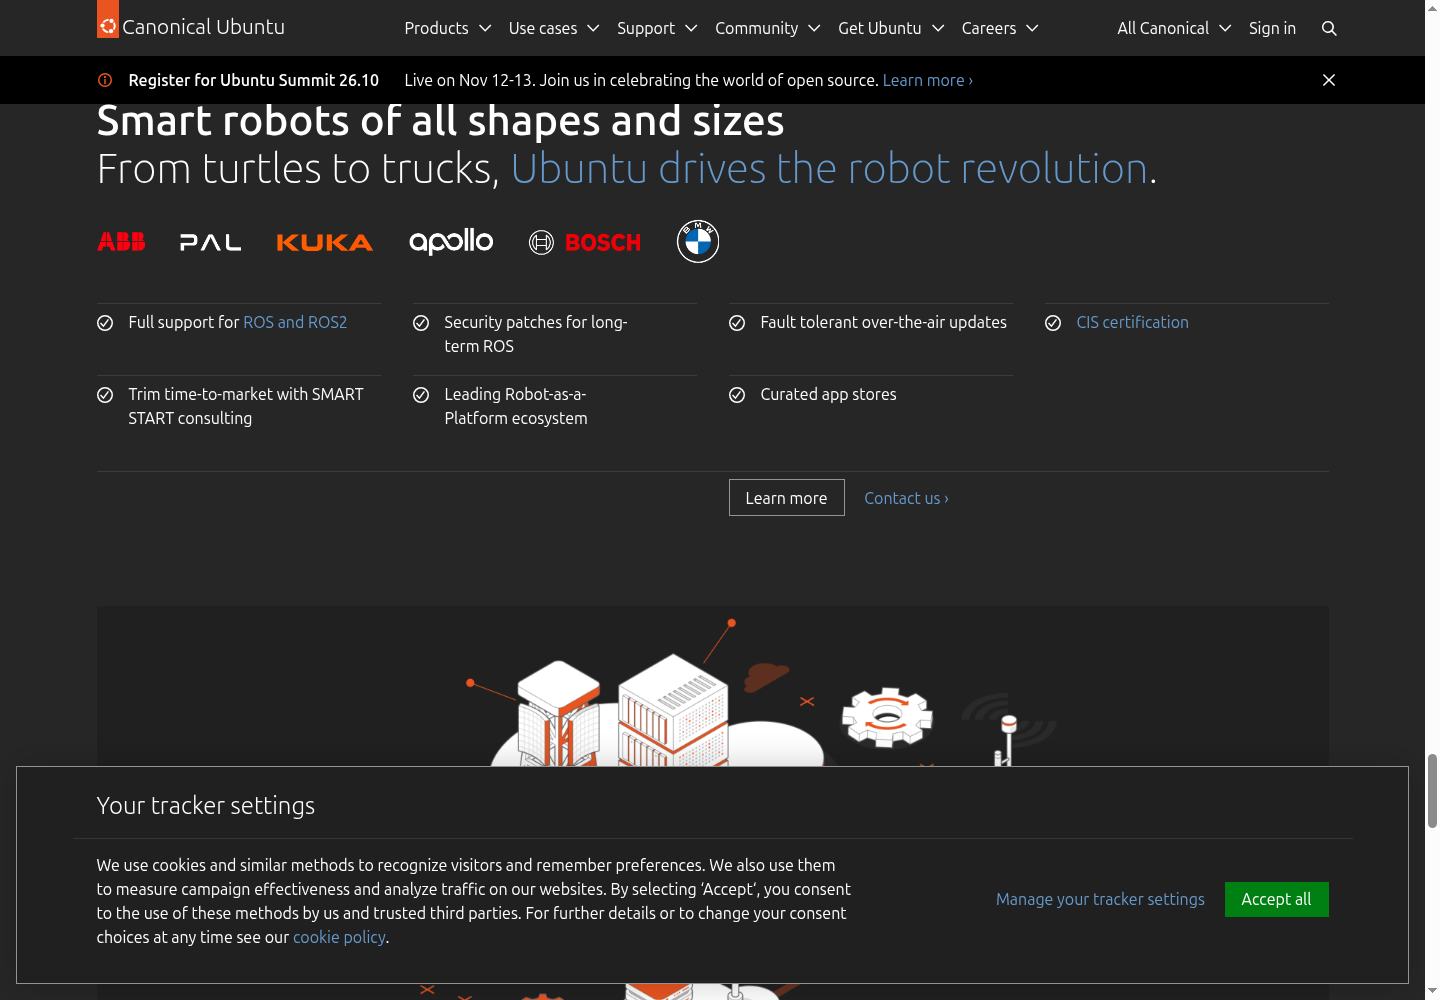 Canonical Ubuntu
Products
Use cases
Support
Community
Get Ubuntu
Careers
All Canonical
Sign in
Register for Ubuntu Summit 26.10
Live on Nov 12-13. Join us in celebrating the world of open source. Learn more ›
Smart robots of all shapes and sizes
From turtles to trucks, Ubuntu drives the robot revolution.
ABB
PAL
KUKA
apollo
BOSCH
BMW
Full support for ROS and ROS2
Security patches for long-
term ROS
Fault tolerant over-the-air updates
CIS certification
Trim time-to-market with SMART
START consulting
Leading Robot-as-a-
Platform ecosystem
Curated app stores
Learn more
Contact us ›
Your tracker settings
We use cookies and similar methods to recognize visitors and remember preferences. We also use them
to measure campaign effectiveness and analyze traffic on our websites. By selecting ‘Accept‘, you consent
to the use of these methods by us and trusted third parties. For further details or to change your consent
choices at any time see our cookie policy.
Manage your tracker settings
Accept all